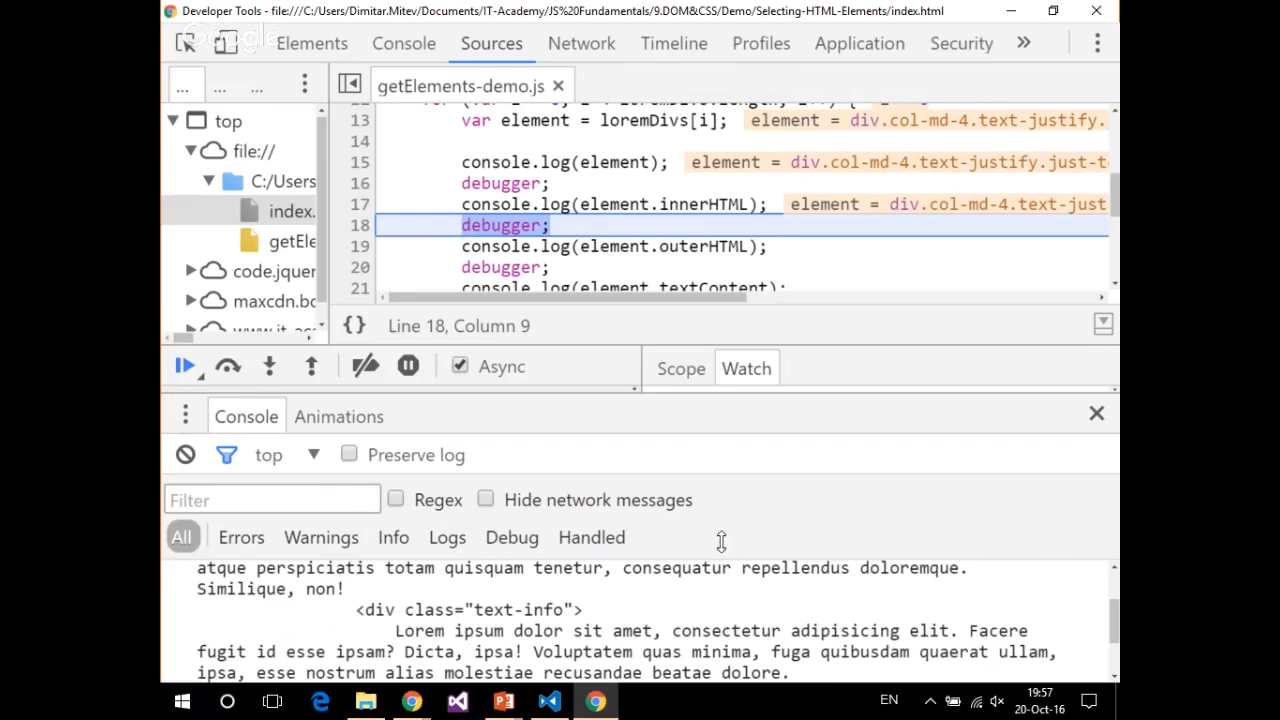 Developer Tools - file:///C:/Users/Dimitar.Mitev/Documents/IT-Academy/JS%20Fundamentals/9.DOM&CSS/Demo/Selecting-HTML-Elements/index.html
Google
Elements Console Sources Network Timeline Profiles Application Security »
... ... ... getElements-demo.js ×
top
file://
C:/Users
index.
getEle
code.jquer
maxcdn.bo
13 var element = loremDivs[i]; element = div.col-md-4.text-justify.
14
15 console.log(element); element = div.col-md-4.text-justify.just-t
16 debugger;
17 console.log(element.innerHTML); element = div.col-md-4.text-just
18 debugger;
19 console.log(element.outerHTML);
20 debugger;
21 console.log(element.textContent);
{} Line 18, Column 9
Async
Scope Watch
Console Animations
top Preserve log
Filter Regex Hide network messages
All Errors Warnings Info Logs Debug Handled
atque perspiciatis totam quisquam tenetur, consequatur repellendus doloremque.
Similique, non!
<div class="text-info">
Lorem ipsum dolor sit amet, consectetur adipisicing elit. Facere
fugit id esse ipsam? Dicta, ipsa! Voluptatem quas minima, fuga quibusdam quaerat ullam,
ipsa, esse nostrum alias molestiae recusandae beatae dolore.
EN
19:57
20-Oct-16